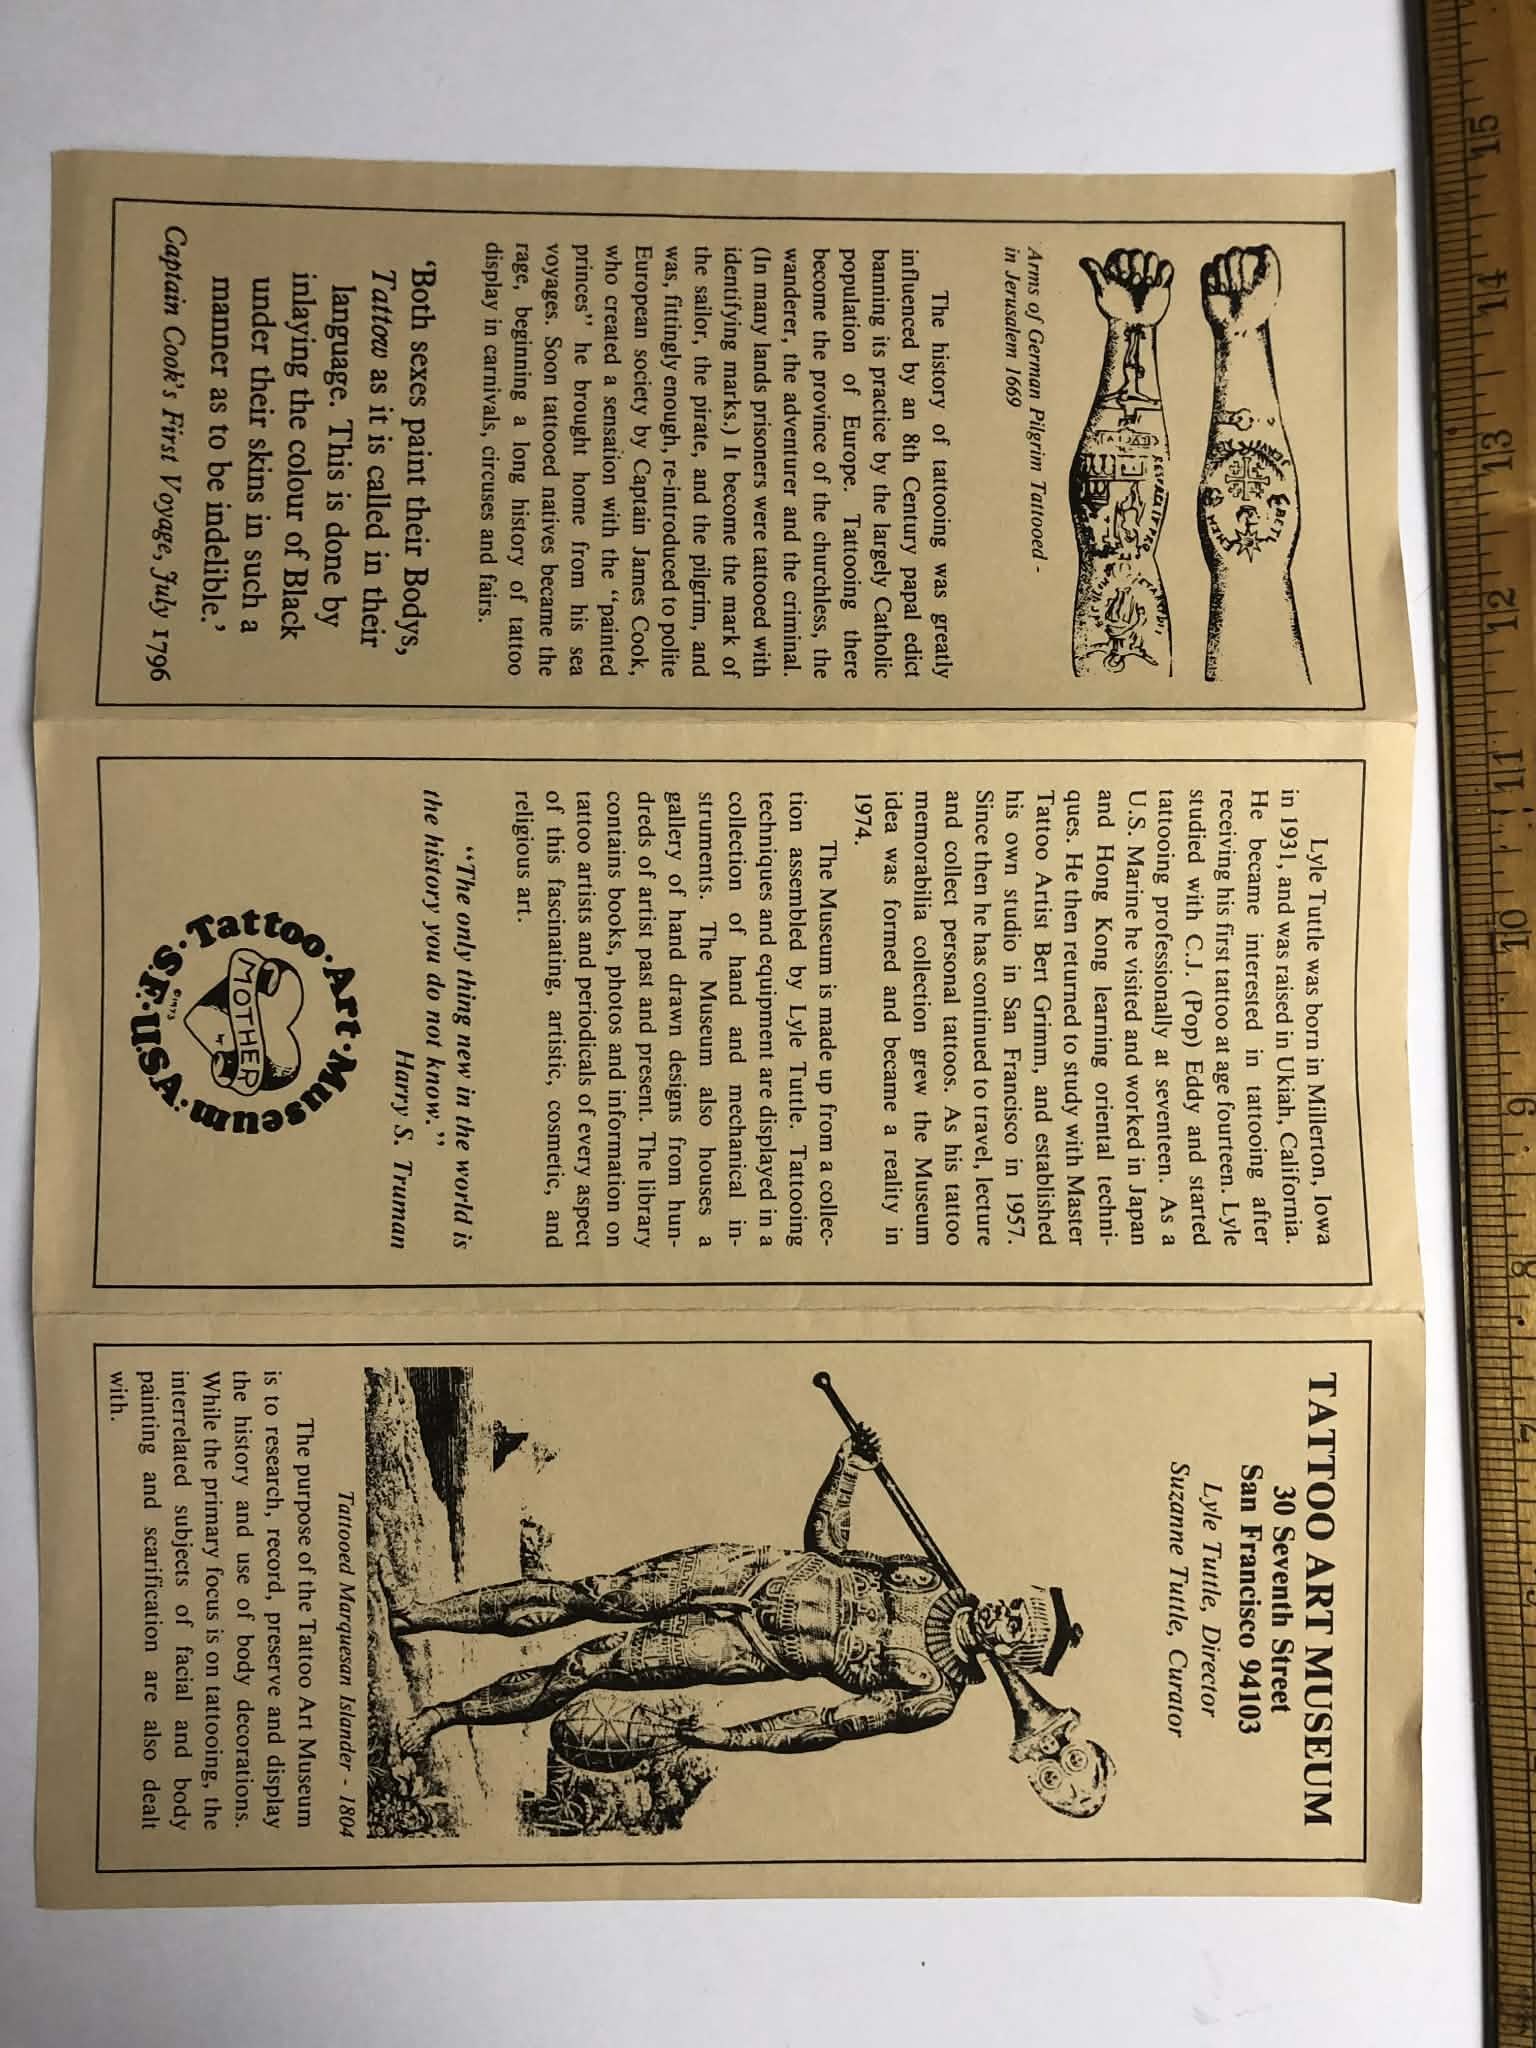 Arms of German Pilgrim Tattooed -
in Jerusalem 1669
The history of tattooing was greatly
influenced by an 8th Century papal edict
banning its practice by the largely Catholic
population of Europe. Tattooing there
become the province of the churchless, the
wanderer, the adventurer and the criminal.
(In many lands prisoners were tattooed with
identifying marks.) It become the mark of
the sailor, the pirate, and the pilgrim, and
was, fittingly enough, re-introduced to polite
European society by Captain James Cook,
who created a sensation with the "painted
princes" he brought home from his sea
voyages. Soon tattooed natives became the
rage, beginning a long history of tattoo
display in carnivals, circuses and fairs.
'Both sexes paint their Bodys,
Tattow as it is called in their
language. This is done by
inlaying the colour of Black
under their skins in such a
manner as to be indelible.'
Captain Cook's First Voyage, July 1796
Lyle Tuttle was born in Millerton, Iowa
in 1931, and was raised in Ukiah, California.
He became interested in tattooing after
receiving his first tattoo at age fourteen. Lyle
studied with C.J. (Pop) Eddy and started
tattooing professionally at seventeen. As a
U.S. Marine he visited and worked in Japan
and Hong Kong learning oriental techni-
ques. He then returned to study with Master
Tattoo Artist Bert Grimm, and established
his own studio in San Francisco in 1957.
Since then he has continued to travel, lecture
and collect personal tattoos. As his tattoo
memorabilia collection grew the Museum
idea was formed and became a reality in
1974.
The Museum is made up from a collec-
tion assembled by Lyle Tuttle. Tattooing
techniques and equipment are displayed in a
collection of hand and mechanical in-
struments. The Museum also houses a
gallery of hand drawn designs from hun-
dreds of artist past and present. The library
contains books, photos and information on
tattoo artists and periodicals of every aspect
of this fascinating, artistic, cosmetic, and
religious art.
"The only thing new in the world is
the history you do not know."
Harry S. Truman
Tattoo·Art·Museum·
S.F.·USA·
MOTHER
©1973
TATTOO ART MUSEUM
30 Seventh Street
San Francisco 94103
Lyle Tuttle, Director
Suzanne Tuttle, Curator
Tattooed Marquesan Islander - 1804
The purpose of the Tattoo Art Museum
is to research, record, preserve and display
the history and use of body decorations.
While the primary focus is on tattooing, the
interrelated subjects of facial and body
painting and scarification are also dealt
with.
15
14
13
12
11
10
9
8
7